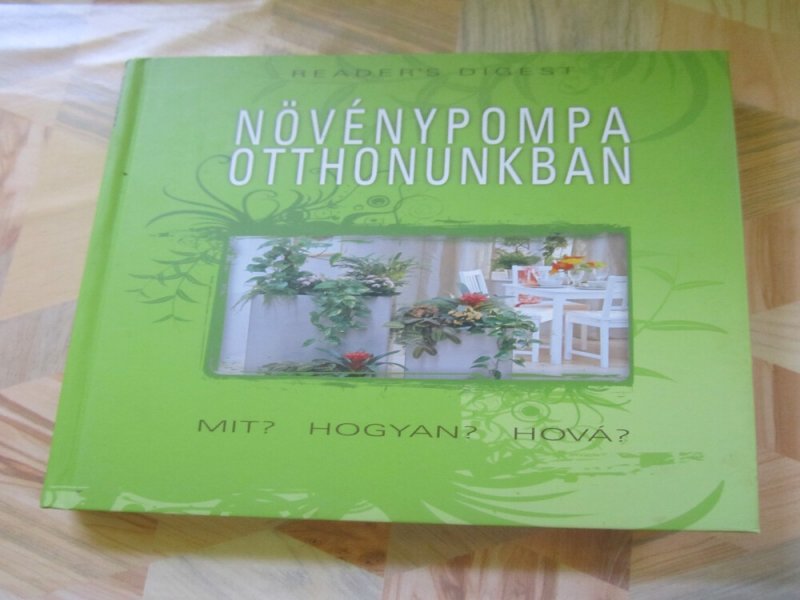 READER'S DIGEST
NÖVÉNYPOMPA
OTTHONUNKBAN
MIT? HOGYAN? HOVÁ?